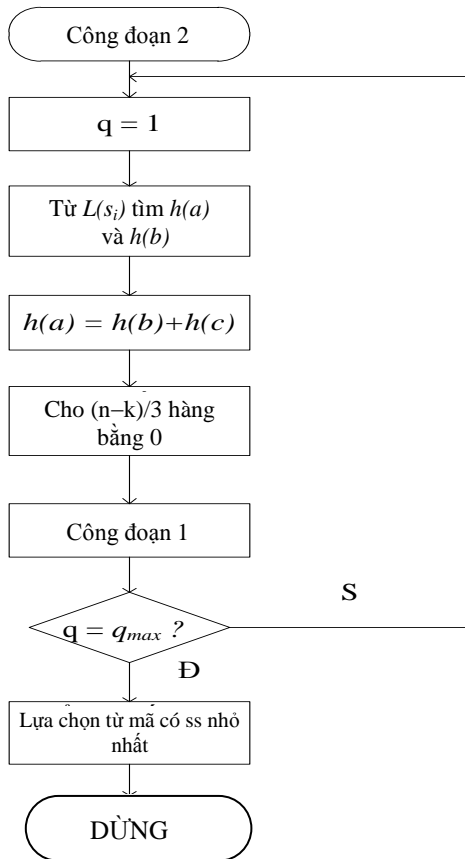 Công đoạn 2
q = 1
Từ L(sᵢ) tìm h(a)
và h(b)
h(a) = h(b)+h(c)
Cho (n–k)/3 hàng
bằng 0
Công đoạn 1
S
q = qmax ?
Đ
Lựa chọn từ mã có ss nhỏ
nhất
DỪNG